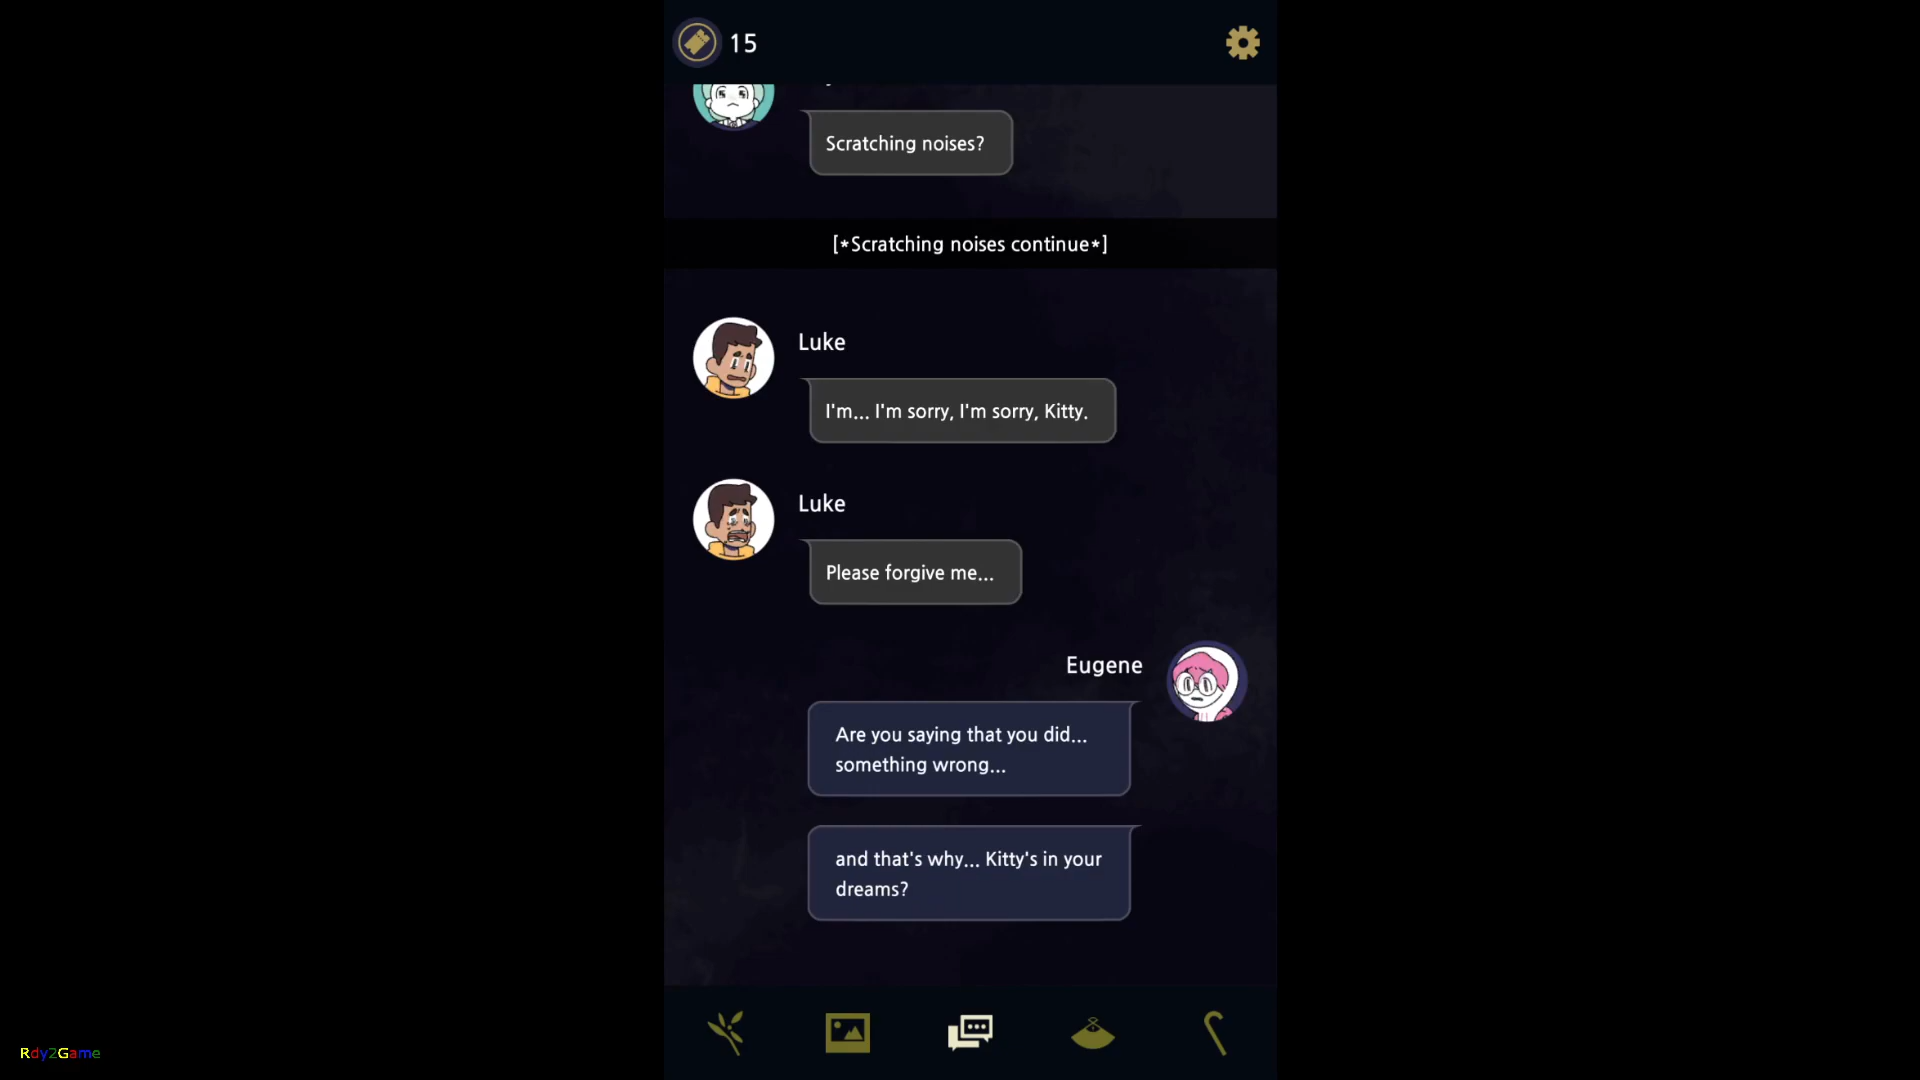 15
Scratching noises?
[*Scratching noises continue*]
Luke
I'm... I'm sorry, I'm sorry, Kitty.
Luke
Please forgive me...
Eugene
Are you saying that you did...
something wrong...
and that's why... Kitty's in your
dreams?
Rdy2Game